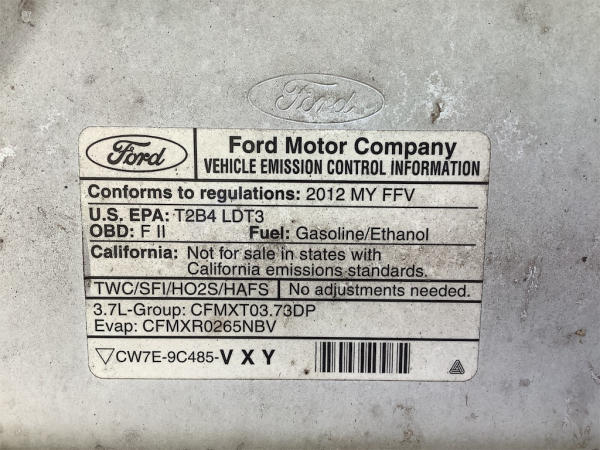 Ford
Ford
Ford Motor Company
VEHICLE EMISSION CONTROL INFORMATION
Conforms to regulations: 2012 MY FFV
U.S. EPA: T2B4 LDT3
OBD: F II Fuel: Gasoline/Ethanol
California: Not for sale in states with
California emissions standards.
TWC/SFI/HO2S/HAFS No adjustments needed.
3.7L-Group: CFMXT03.73DP
Evap: CFMXR0265NBV
▽CW7E-9C485-V X Y